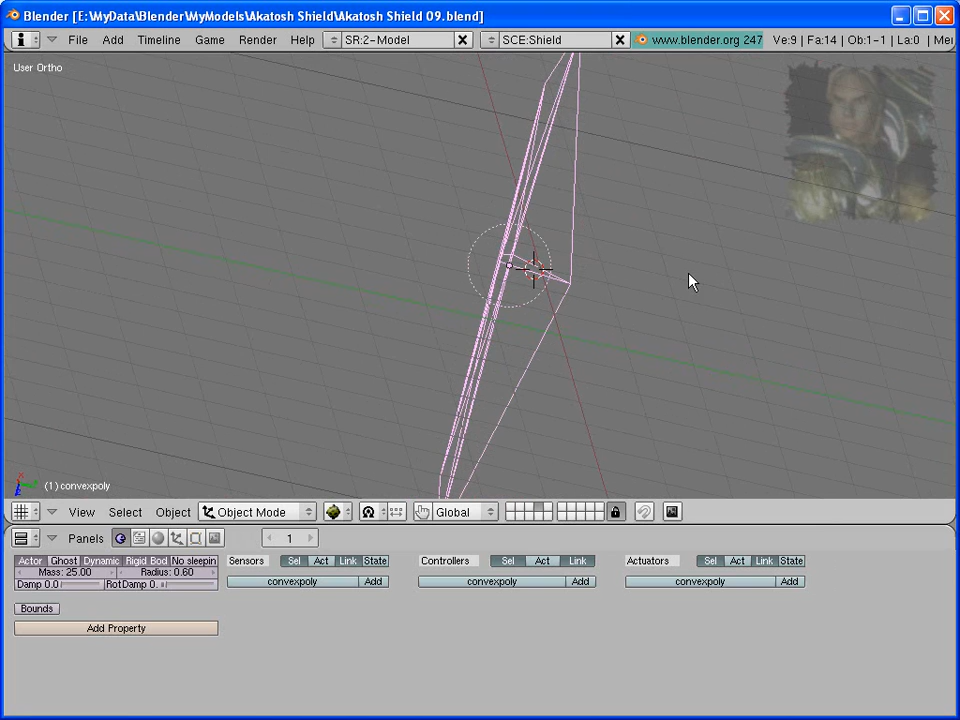 Blender [E:\MyData\Blender\MyModels\Akatosh Shield\Akatosh Shield 09.blend]
File Add Timeline Game Render Help SR:2-Model SCE:Shield www.blender.org 247 Ve:9 | Fa:14 | Ob:1-1 | La:0 |
User Ortho
(1) convexpoly
View Select Object Object Mode Global
Panels 1
Actor Ghost Dynamic Rigid Bod No sleepin Sensors Sel Act Link State Controllers Sel Act Link Actuators Sel Act Link State
Mass: 25.00 Radius: 0.60
Damp 0.0 RotDamp 0. convexpoly Add convexpoly Add convexpoly Add
Bounds
Add Property